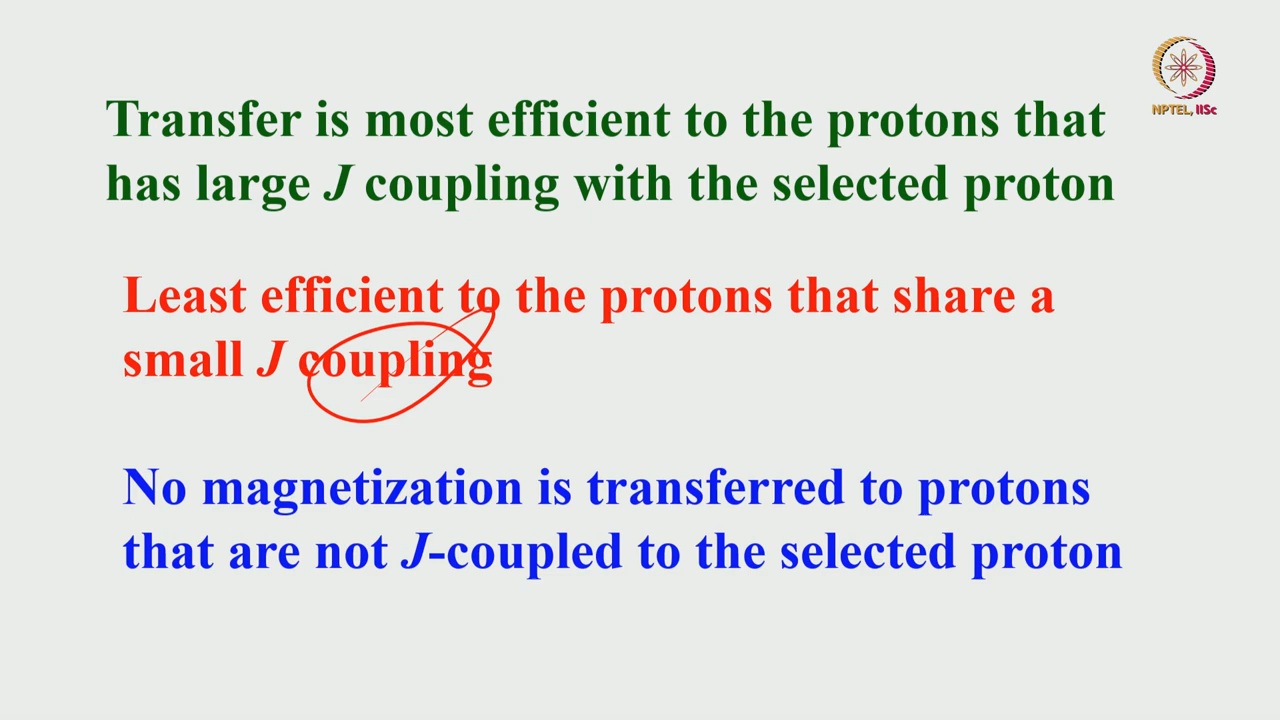 NPTEL, IISc
Transfer is most efficient to the protons that
has large J coupling with the selected proton
Least efficient to the protons that share a
small J coupling
No magnetization is transferred to protons
that are not J-coupled to the selected proton